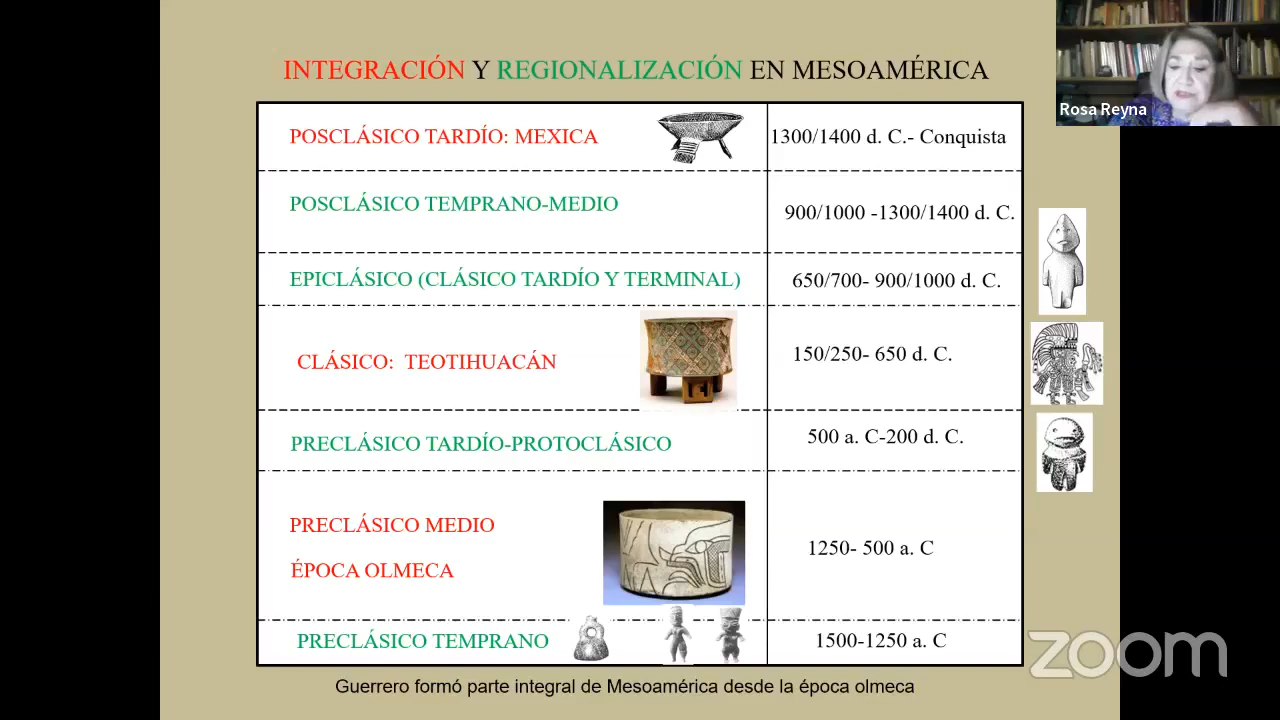 INTEGRACIÓN Y REGIONALIZACIÓN EN MESOAMÉRICA
Rosa Reyna
POSCLÁSICO TARDÍO: MEXICA
1300/1400 d. C.- Conquista
POSCLÁSICO TEMPRANO-MEDIO
900/1000 -1300/1400 d. C.
EPICLÁSICO (CLÁSICO TARDÍO Y TERMINAL)
650/700- 900/1000 d. C.
CLÁSICO: TEOTIHUACÁN
150/250- 650 d. C.
PRECLÁSICO TARDÍO-PROTOCLÁSICO
500 a. C-200 d. C.
PRECLÁSICO MEDIO
ÉPOCA OLMECA
1250- 500 a. C
PRECLÁSICO TEMPRANO
1500-1250 a. C
zoom
Guerrero formó parte integral de Mesoamérica desde la época olmeca